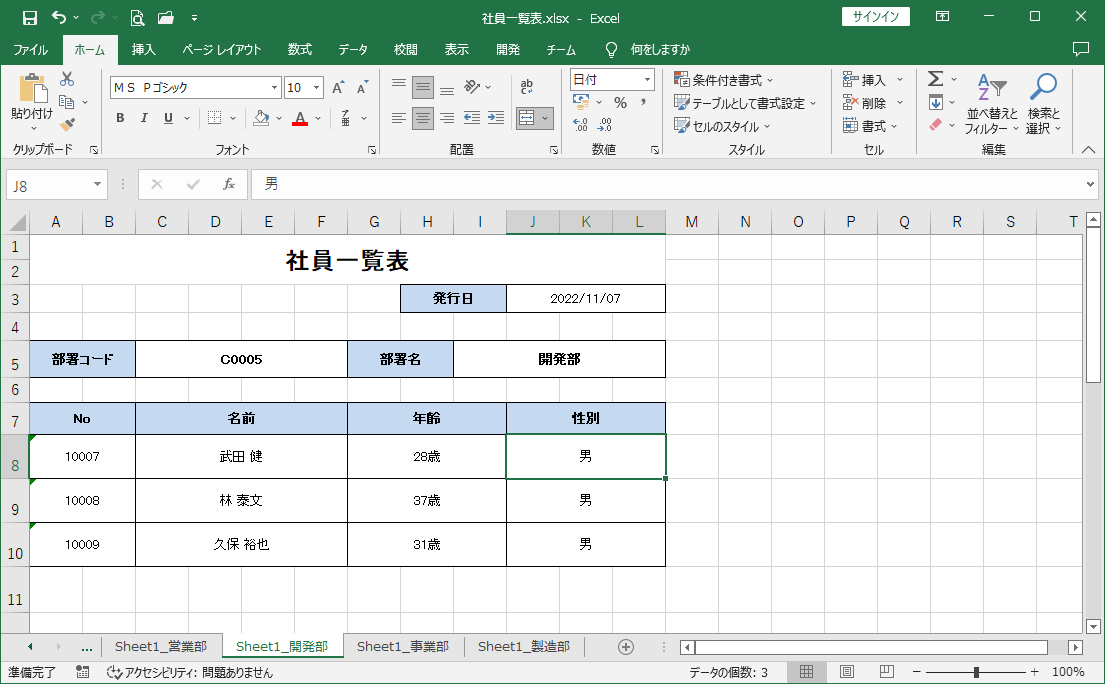 社員一覧表.xlsx - Excel
サインイン
ファイル ホーム 挿入 ページ レイアウト 数式 データ 校閲 表示 開発 チーム 何をしますか
貼り付け
クリップボード
ＭＳ Ｐゴシック 10
B I U A
フォント
ab
配置
日付
% ,
数値
条件付き書式
テーブルとして書式設定
セルのスタイル
スタイル
挿入
削除
書式
セル
Σ
並べ替えと
フィルター
検索と
選択
編集
J8 fx 男
A B C D E F G H I J K L M N O P Q R S T
1
社員一覧表
2
3 発行日 2022/11/07
4
5 部署コード C0005 部署名 開発部
6
7 No 名前 年齢 性別
8 10007 武田 健 28歳 男
9 10008 林 泰文 37歳 男
10 10009 久保 裕也 31歳 男
11
... Sheet1_営業部 Sheet1_開発部 Sheet1_事業部 Sheet1_製造部
準備完了 アクセシビリティ: 問題ありません データの個数: 3 100%